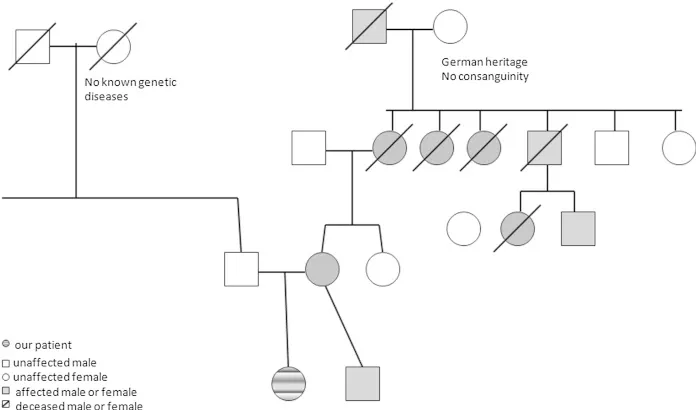 German heritage
No consanguinity
No known genetic
diseases
our patient
unaffected male
unaffected female
affected male or female
deceased male or female